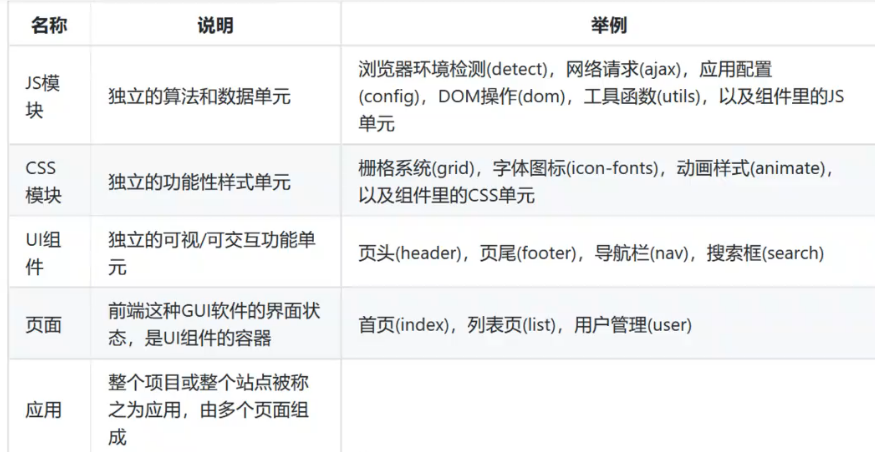 名称 说明 举例
JS模块 独立的算法和数据单元 浏览器环境检测(detect)，网络请求(ajax)，应用配置
(config)，DOM操作(dom)，工具函数(utils)，以及组件里的JS
单元
CSS
模块 独立的功能性样式单元 栅格系统(grid)，字体图标(icon-fonts)，动画样式(animate)，
以及组件里的CSS单元
UI组
件 独立的可视/可交互功能单
元 页头(header)，页尾(footer)，导航栏(nav)，搜索框(search)
页面 前端这种GUI软件的界面状
态，是UI组件的容器 首页(index)，列表页(list)，用户管理(user)
应用 整个项目或整个站点被称
之为应用，由多个页面组
成